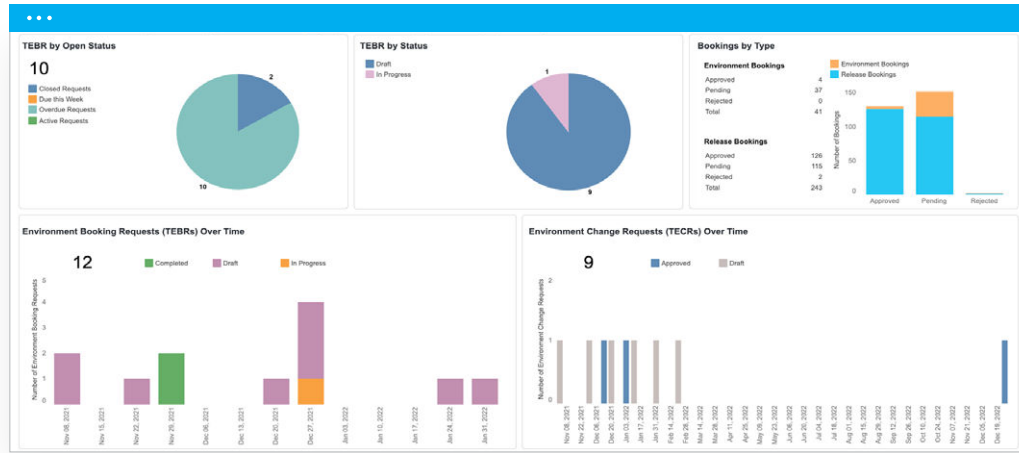 TEBR by Open Status
10
Closed Requests
Due this Week
Overdue Requests
Active Requests
2
10
TEBR by Status
Draft
In Progress
1
9
Bookings by Type
Environment Bookings
Approved 4
Pending 37
Rejected 0
Total 41
Release Bookings
Approved 126
Pending 115
Rejected 2
Total 243
Environment Bookings
Release Bookings
Number of Bookings
150
100
50
0
Approved Pending Rejected
Environment Booking Requests (TEBRs) Over Time
12
Completed Draft In Progress
Number of Environment Booking Requests
5
4
3
2
1
0
Nov 08, 2021
Nov 15, 2021
Nov 22, 2021
Nov 29, 2021
Dec 06, 2021
Dec 13, 2021
Dec 20, 2021
Dec 27, 2021
Jan 03, 2022
Jan 10, 2022
Jan 17, 2022
Jan 24, 2022
Jan 31, 2022
Environment Change Requests (TECRs) Over Time
9
Approved Draft
Number of Environment Change Requests
2
1
0
Nov 08, 2021
Nov 22, 2021
Dec 06, 2021
Dec 20, 2021
Jan 03, 2022
Jan 17, 2022
Jan 31, 2022
Feb 14, 2022
Feb 28, 2022
Mar 14, 2022
Mar 28, 2022
Apr 11, 2022
Apr 25, 2022
May 09, 2022
May 23, 2022
Jun 06, 2022
Jun 20, 2022
Jul 04, 2022
Jul 18, 2022
Aug 01, 2022
Aug 15, 2022
Aug 29, 2022
Sep 12, 2022
Sep 26, 2022
Oct 10, 2022
Oct 24, 2022
Nov 07, 2022
Nov 21, 2022
Dec 05, 2022
Dec 19, 2022